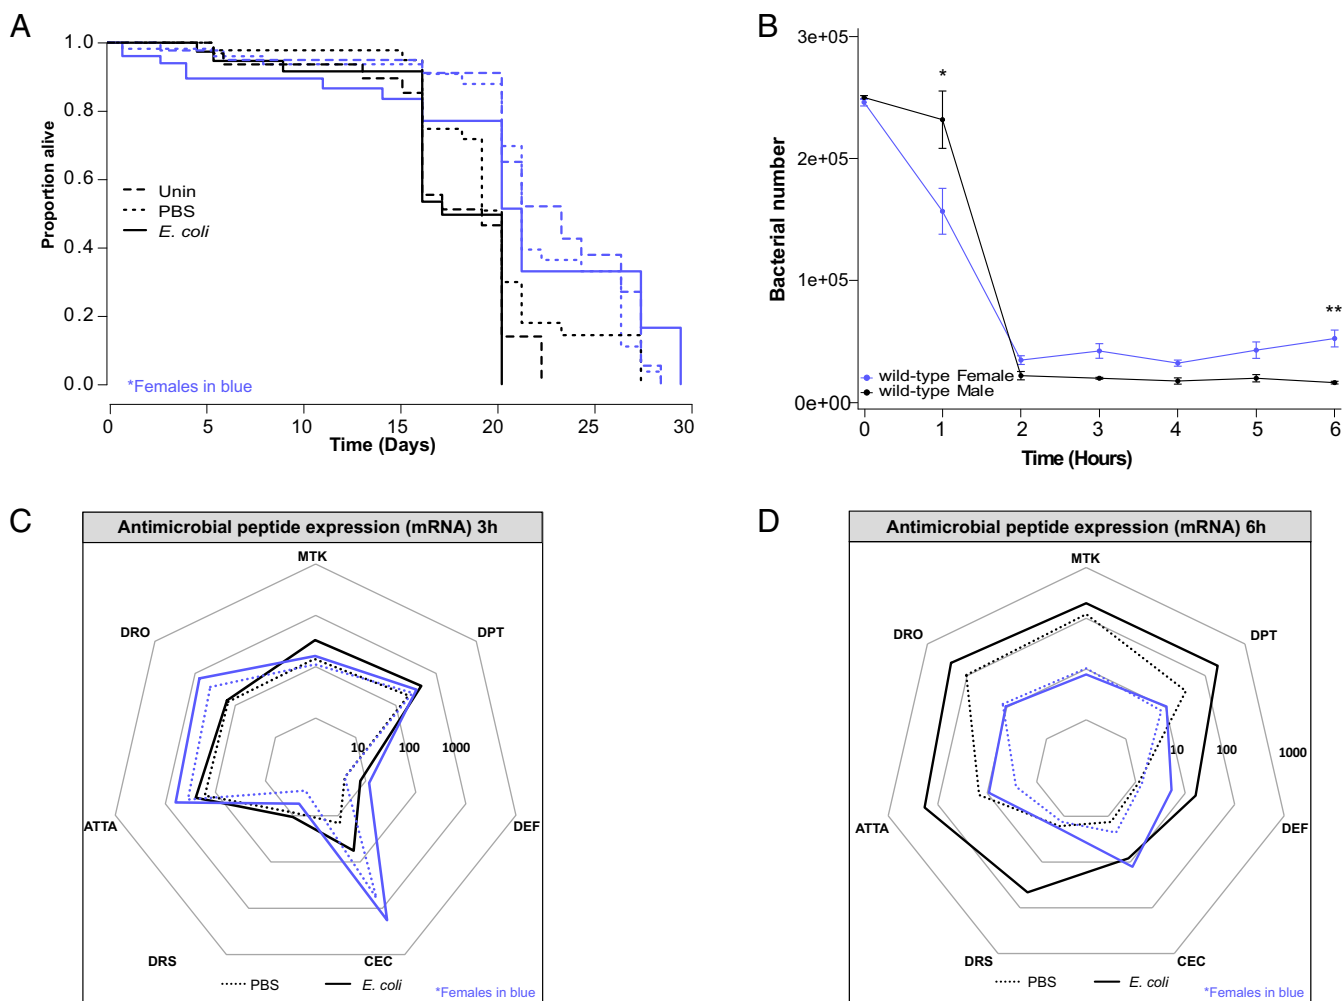 A
1.0
0.8
0.6
0.4
0.2
0.0
Proportion alive
Unin
PBS
E. coli
*Females in blue
0 5 10 15 20 25 30
Time (Days)
B
3e+05
2e+05
1e+05
0e+00
Bacterial number
*
**
wild-type Female
wild-type Male
0 1 2 3 4 5 6
Time (Hours)
C
Antimicrobial peptide expression (mRNA) 3h
MTK
DRO
DPT
10 100 1000
ATTA
DEF
DRS
CEC
PBS
E. coli
*Females in blue
D
Antimicrobial peptide expression (mRNA) 6h
MTK
DRO
DPT
10 100 1000
ATTA
DEF
DRS
CEC
PBS
E. coli
*Females in blue